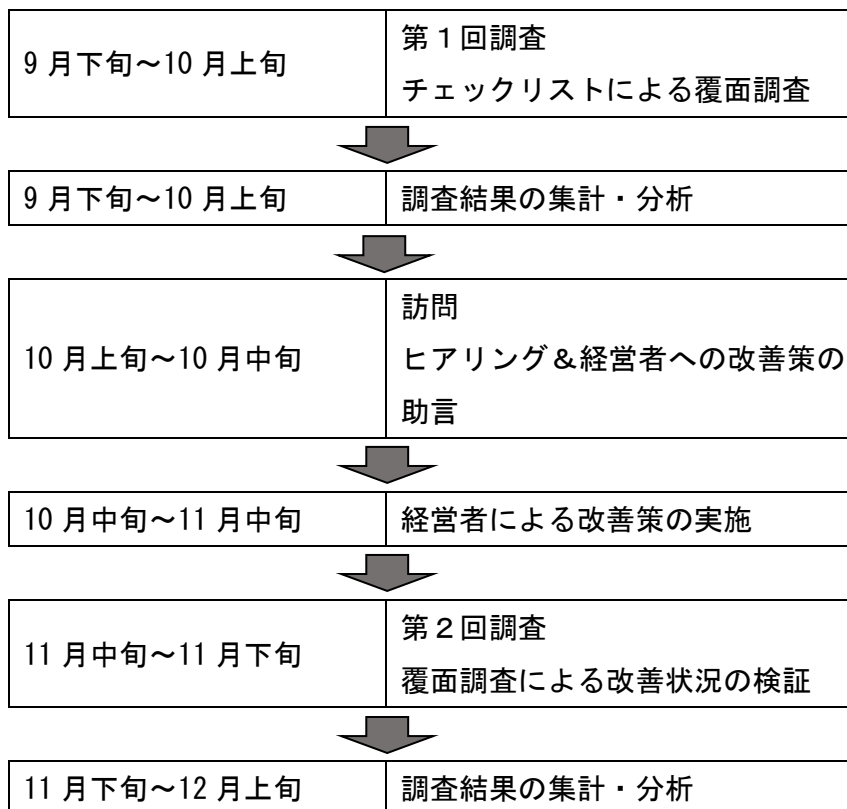 9月下旬～10月上旬
第１回調査
チェックリストによる覆面調査
9月下旬～10月上旬
調査結果の集計・分析
10月上旬～10月中旬
訪問
ヒアリング＆経営者への改善策の
助言
10月中旬～11月中旬
経営者による改善策の実施
11月中旬～11月下旬
第２回調査
覆面調査による改善状況の検証
11月下旬～12月上旬
調査結果の集計・分析